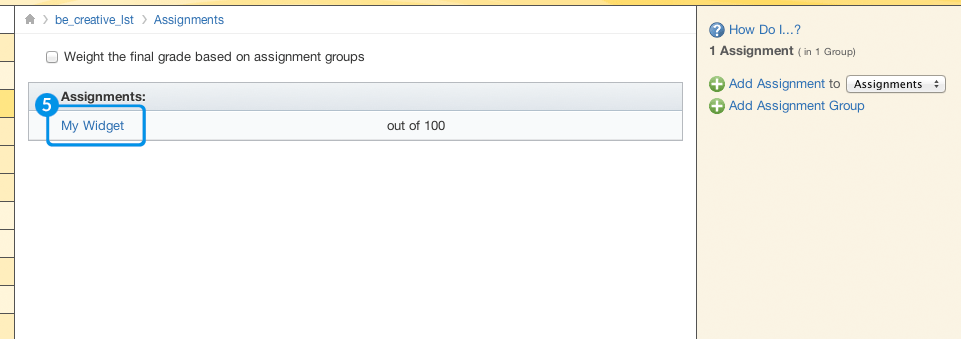 be_creative_lst Assignments
Weight the final grade based on assignment groups
Assignments:
5
My Widget out of 100
How Do I...?
1 Assignment ( in 1 Group)
Add Assignment to Assignments
Add Assignment Group